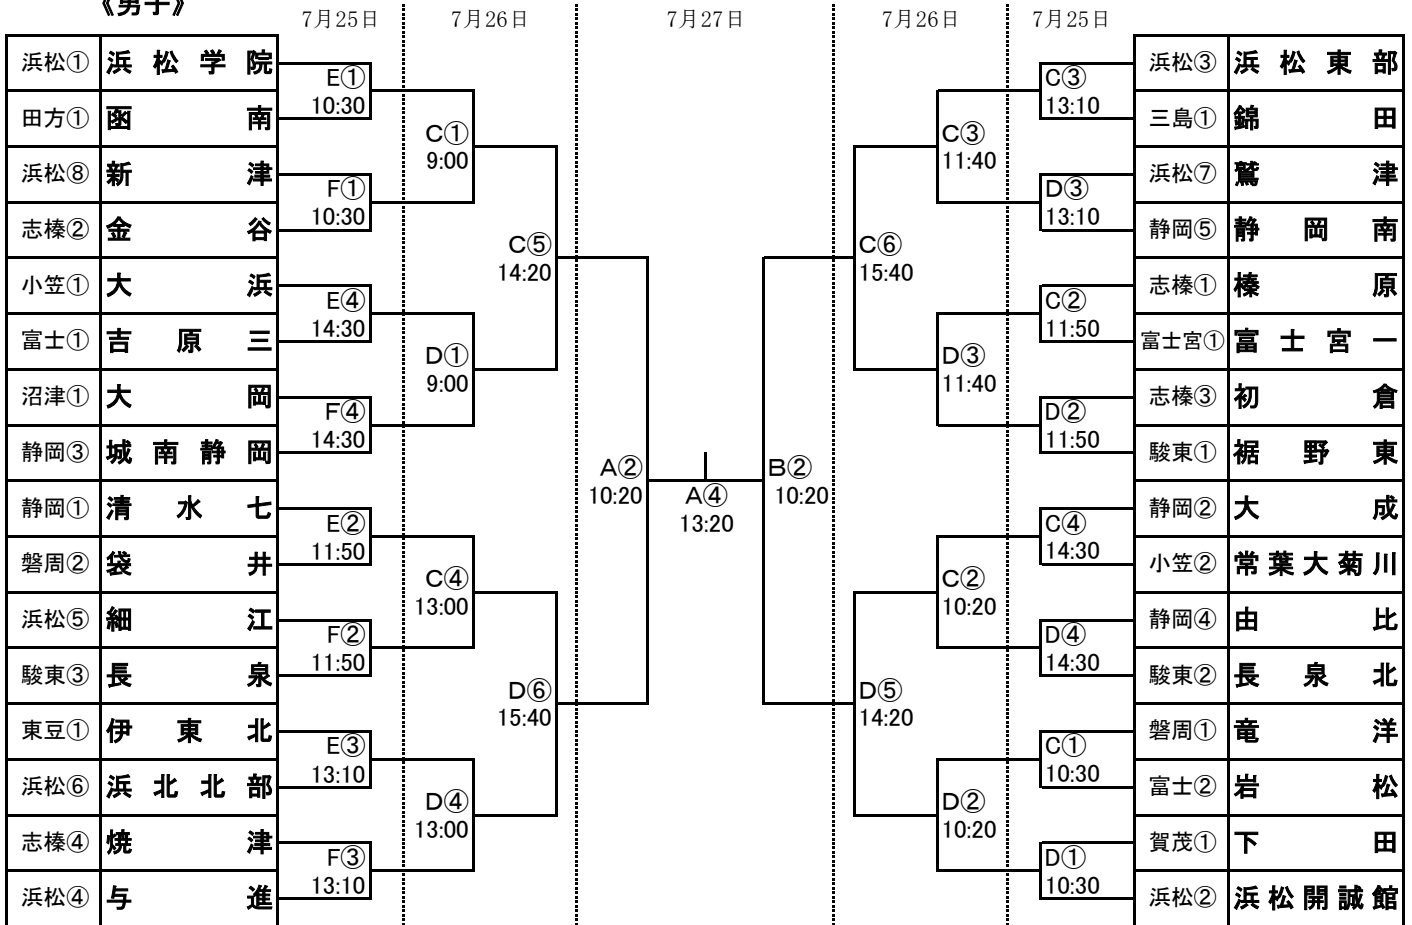 《男子》
7月25日
7月26日
7月27日
7月26日
7月25日
浜松① 浜松学院
田方① 函南
浜松⑧ 新津
志榛② 金谷
小笠① 大浜
富士① 吉原三
沼津① 大岡
静岡③ 城南静岡
静岡① 清水七
磐周② 袋井
浜松⑤ 細江
駿東③ 長泉
東豆① 伊東北
浜松⑥ 浜北北部
志榛④ 焼津
浜松④ 与進
E①
10:30
F①
10:30
E④
14:30
F④
14:30
E②
11:50
F②
11:50
E③
13:10
F③
13:10
C①
9:00
D①
9:00
C④
13:00
D④
13:00
C⑤
14:20
D⑥
15:40
A②
10:20
A④
13:20
B②
10:20
C⑥
15:40
D⑤
14:20
C③
11:40
D③
11:40
C②
10:20
D②
10:20
C③
13:10
D③
13:10
C②
11:50
D②
11:50
C④
14:30
D④
14:30
C①
10:30
D①
10:30
浜松③ 浜松東部
三島① 錦田
浜松⑦ 鷲津
静岡⑤ 静岡南
志榛① 榛原
富士宮① 富士宮一
志榛③ 初倉
駿東① 裾野東
静岡② 大成
小笠② 常葉大菊川
静岡④ 由比
駿東② 長泉北
磐周① 竜洋
富士② 岩松
賀茂① 下田
浜松② 浜松開誠館